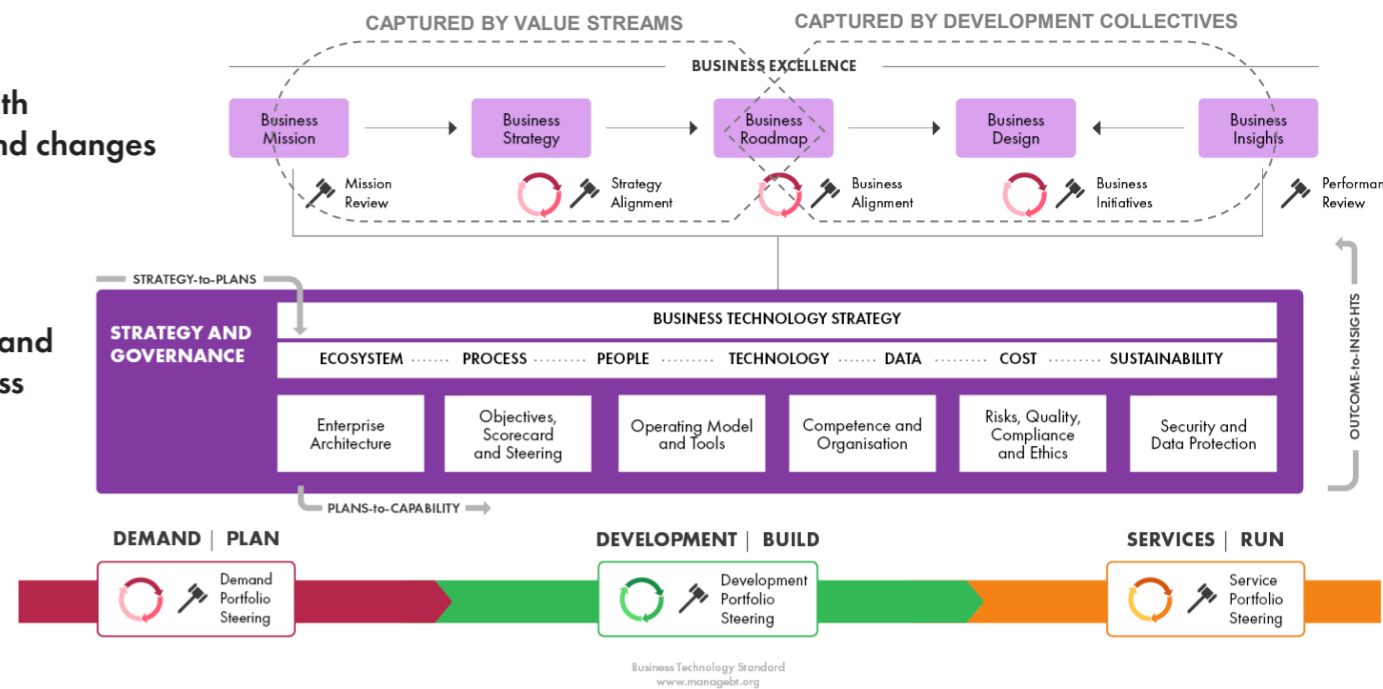 CAPTURED BY VALUE STREAMS
CAPTURED BY DEVELOPMENT COLLECTIVES
BUSINESS EXCELLENCE
nd changes
Business
Mission
Business
Strategy
Business
Roadmap
Business
Design
Business
Insights
Mission
Review
Strategy
Alignment
Business
Alignment
Business
Initiatives
Review
STRATEGY-to-PLANS
and
STRATEGY AND
GOVERNANCE
BUSINESS TECHNOLOGY STRATEGY
ECOSYSTEM ...... PROCESS ........ PEOPLE ....... TECHNOLOGY ...... DATA ........ COST ........ SUSTAINABILITY
Enterprise
Architecture
Objectives,
Scorecard
and Steering
Operating Model
and Tools
Competence and
Organisation
Risks, Quality,
Compliance
and Ethics
Security and
Data Protection
OUTCOME-to-INSIGHTS
PLANS-to-CAPABILITY
DEMAND | PLAN
DEVELOPMENT | BUILD
SERVICES | RUN
Demand
Portfolio
Steering
Development
Portfolio
Steering
Service
Portfolio
Steering
Business Technology Standard
www.managebt.org